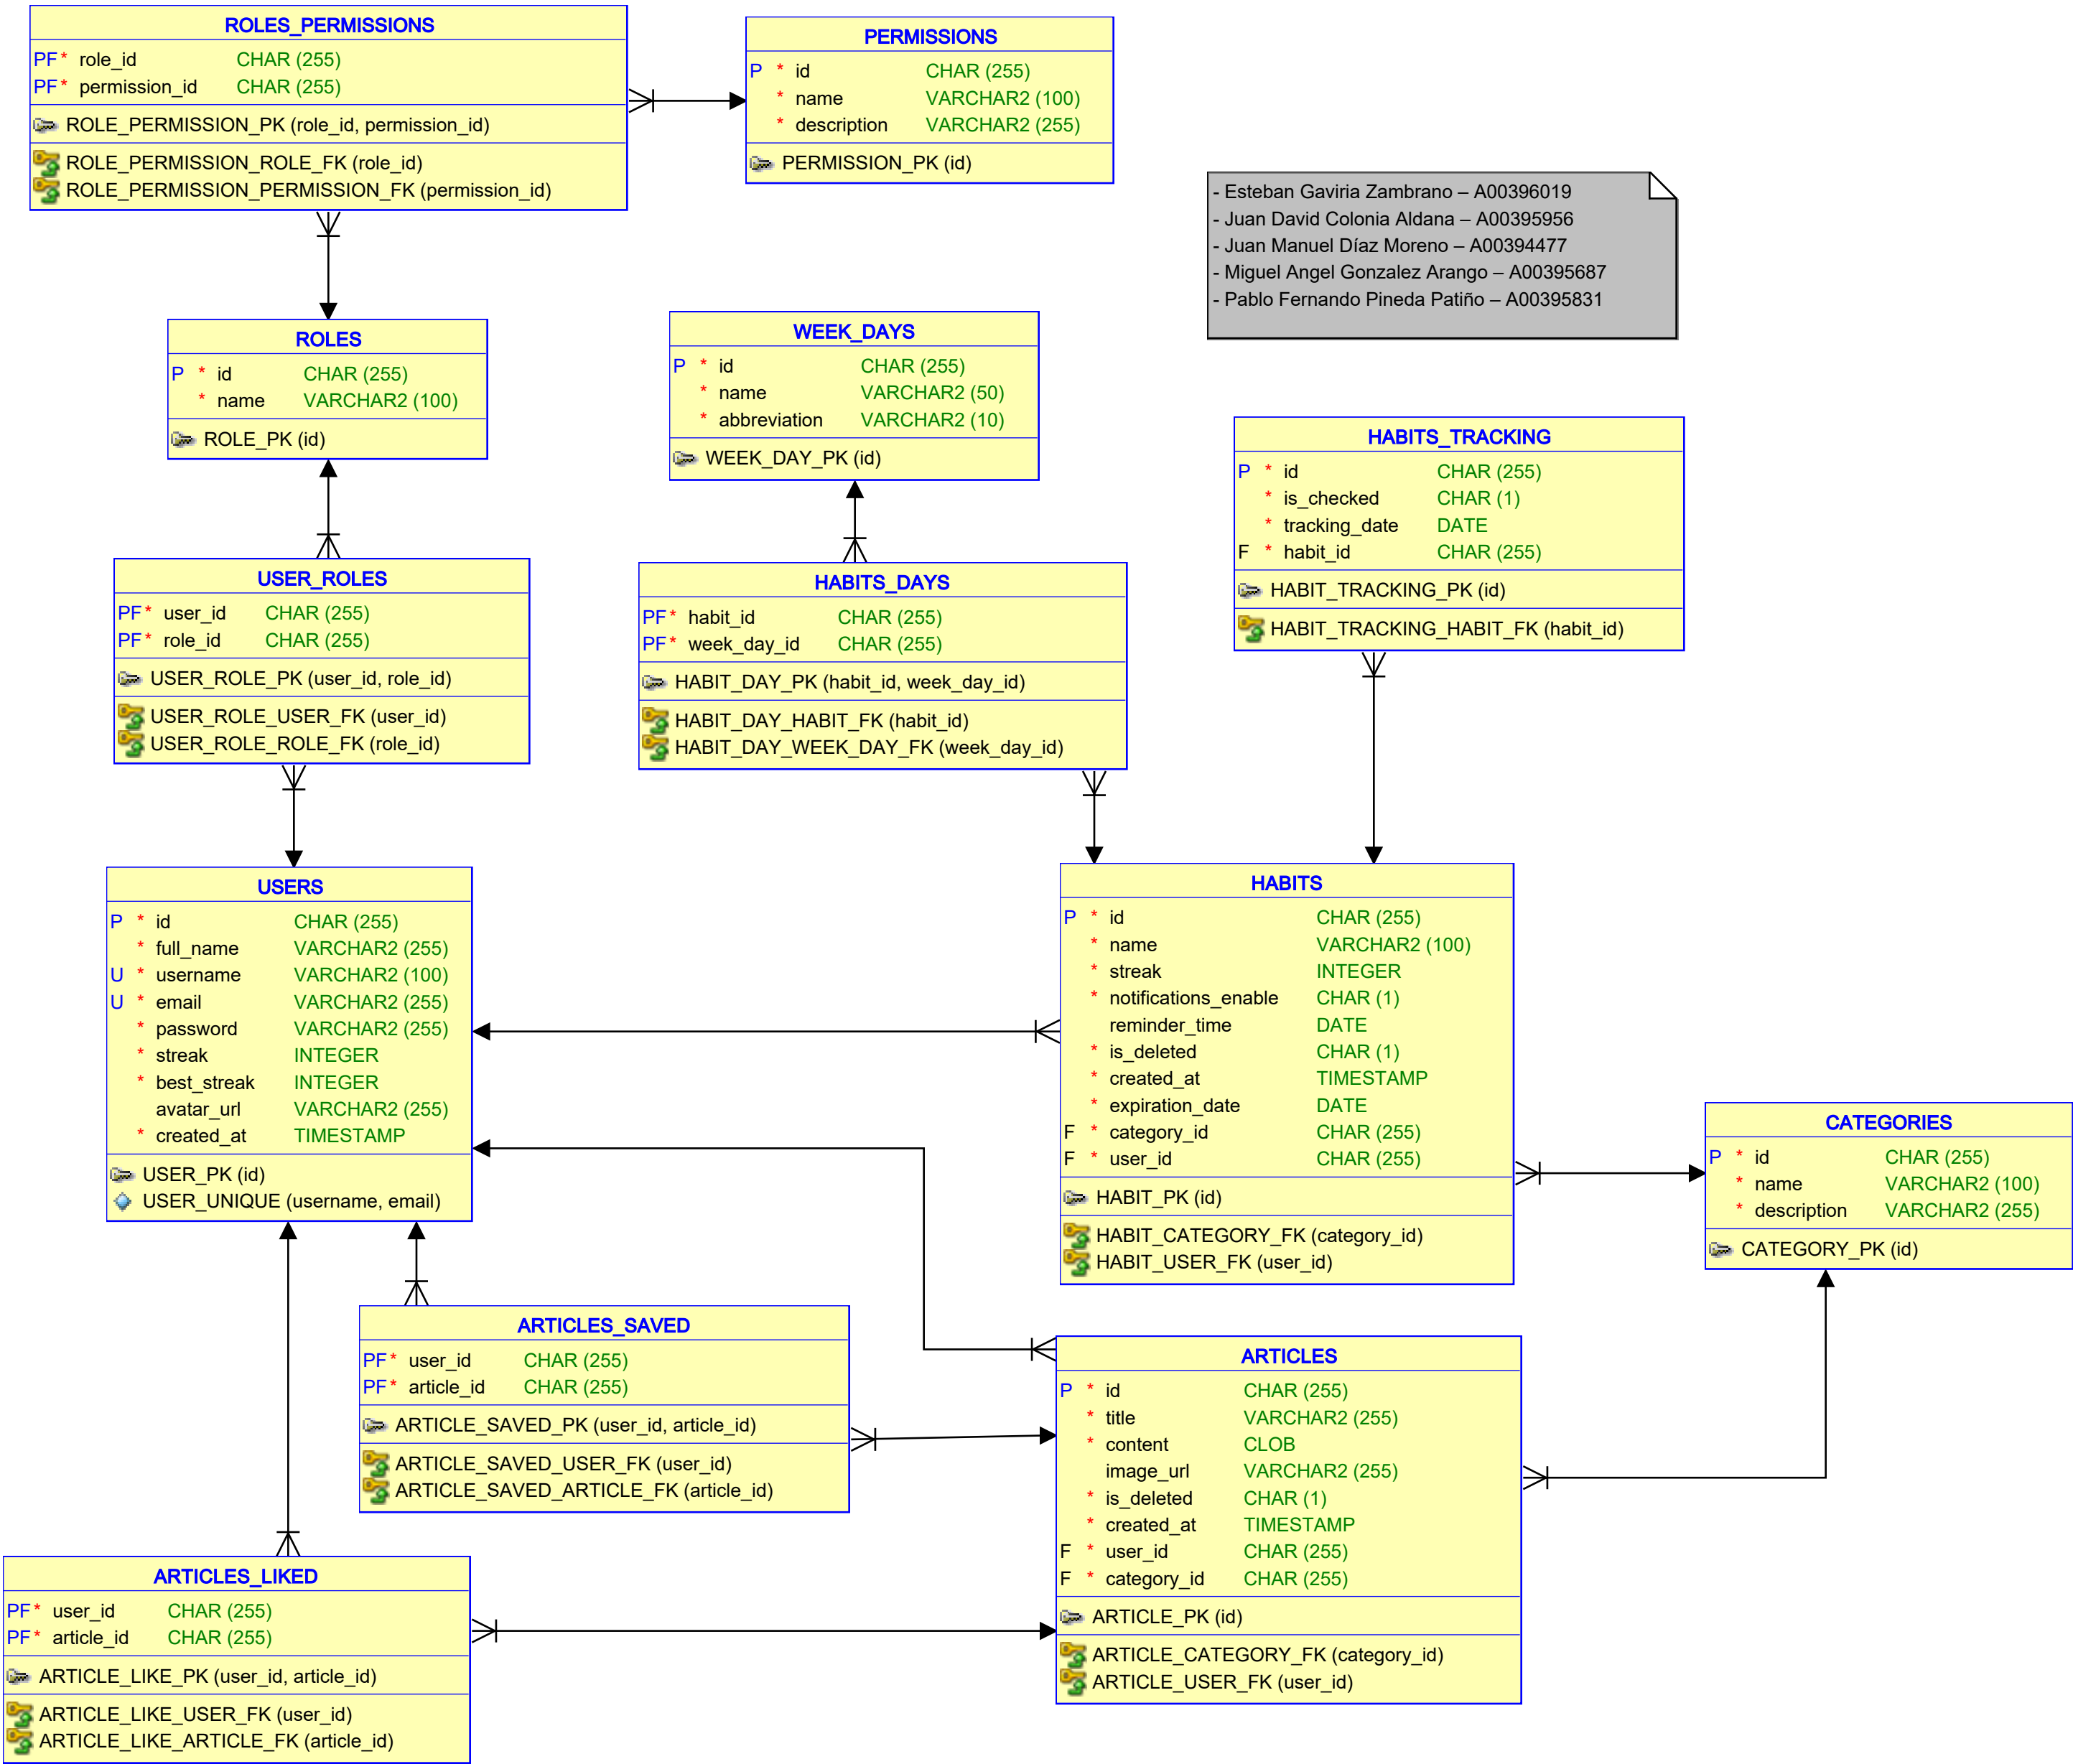 ROLES_PERMISSIONS
PF * role_id CHAR (255)
PF * permission_id CHAR (255)
ROLE_PERMISSION_PK (role_id, permission_id)
ROLE_PERMISSION_ROLE_FK (role_id)
ROLE_PERMISSION_PERMISSION_FK (permission_id)
PERMISSIONS
P * id CHAR (255)
* name VARCHAR2 (100)
* description VARCHAR2 (255)
PERMISSION_PK (id)
- Esteban Gaviria Zambrano – A00396019
- Juan David Colonia Aldana – A00395956
- Juan Manuel Díaz Moreno – A00394477
- Miguel Angel Gonzalez Arango – A00395687
- Pablo Fernando Pineda Patiño – A00395831
ROLES
P * id CHAR (255)
* name VARCHAR2 (100)
ROLE_PK (id)
WEEK_DAYS
P * id CHAR (255)
* name VARCHAR2 (50)
* abbreviation VARCHAR2 (10)
WEEK_DAY_PK (id)
HABITS_TRACKING
P * id CHAR (255)
* is_checked CHAR (1)
* tracking_date DATE
F * habit_id CHAR (255)
HABIT_TRACKING_PK (id)
HABIT_TRACKING_HABIT_FK (habit_id)
USER_ROLES
PF * user_id CHAR (255)
PF * role_id CHAR (255)
USER_ROLE_PK (user_id, role_id)
USER_ROLE_USER_FK (user_id)
USER_ROLE_ROLE_FK (role_id)
HABITS_DAYS
PF * habit_id CHAR (255)
PF * week_day_id CHAR (255)
HABIT_DAY_PK (habit_id, week_day_id)
HABIT_DAY_HABIT_FK (habit_id)
HABIT_DAY_WEEK_DAY_FK (week_day_id)
USERS
P * id CHAR (255)
* full_name VARCHAR2 (255)
U * username VARCHAR2 (100)
U * email VARCHAR2 (255)
* password VARCHAR2 (255)
* streak INTEGER
* best_streak INTEGER
avatar_url VARCHAR2 (255)
* created_at TIMESTAMP
USER_PK (id)
USER_UNIQUE (username, email)
HABITS
P * id CHAR (255)
* name VARCHAR2 (100)
* streak INTEGER
* notifications_enable CHAR (1)
reminder_time DATE
* is_deleted CHAR (1)
* created_at TIMESTAMP
* expiration_date DATE
F * category_id CHAR (255)
F * user_id CHAR (255)
HABIT_PK (id)
HABIT_CATEGORY_FK (category_id)
HABIT_USER_FK (user_id)
CATEGORIES
P * id CHAR (255)
* name VARCHAR2 (100)
* description VARCHAR2 (255)
CATEGORY_PK (id)
ARTICLES_SAVED
PF * user_id CHAR (255)
PF * article_id CHAR (255)
ARTICLE_SAVED_PK (user_id, article_id)
ARTICLE_SAVED_USER_FK (user_id)
ARTICLE_SAVED_ARTICLE_FK (article_id)
ARTICLES
P * id CHAR (255)
* title VARCHAR2 (255)
* content CLOB
image_url VARCHAR2 (255)
* is_deleted CHAR (1)
* created_at TIMESTAMP
F * user_id CHAR (255)
F * category_id CHAR (255)
ARTICLE_PK (id)
ARTICLE_CATEGORY_FK (category_id)
ARTICLE_USER_FK (user_id)
ARTICLES_LIKED
PF * user_id CHAR (255)
PF * article_id CHAR (255)
ARTICLE_LIKE_PK (user_id, article_id)
ARTICLE_LIKE_USER_FK (user_id)
ARTICLE_LIKE_ARTICLE_FK (article_id)